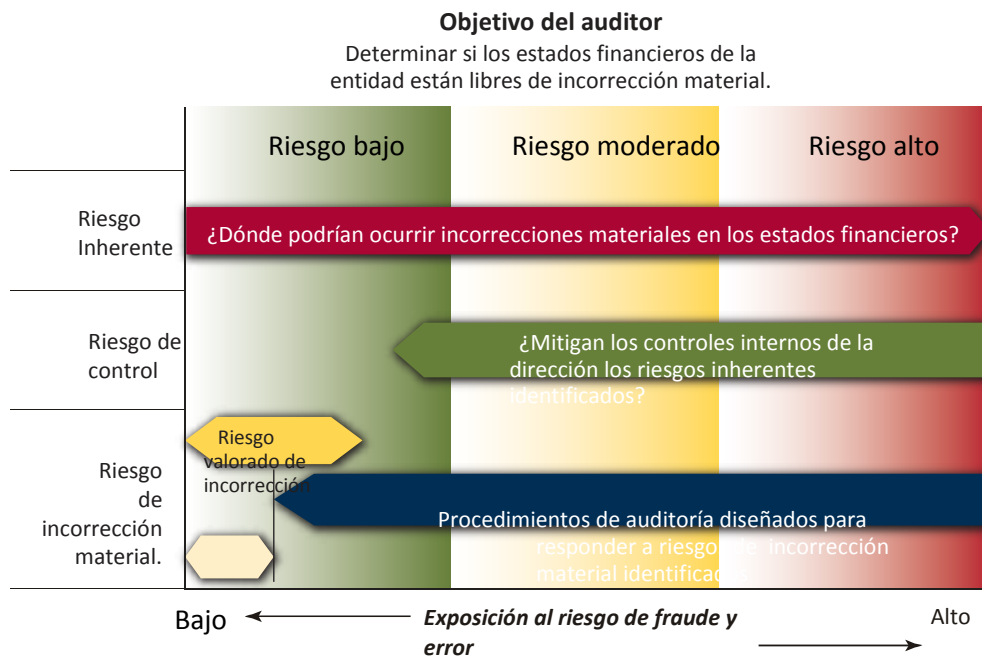 Objetivo del auditor
Determinar si los estados financieros de la
entidad están libres de incorrección material.
Riesgo bajo
Riesgo moderado
Riesgo alto
Riesgo
Inherente
¿Dónde podrían ocurrir incorrecciones materiales en los estados financieros?
Riesgo de
control
¿Mitigan los controles internos de la
dirección los riesgos inherentes
identificados?
Riesgo
de
incorrección
material.
Riesgo
valorado de
incorrección
Procedimientos de auditoría diseñados para
responder a riesgos de incorrección
material identificados
Bajo
Exposición al riesgo de fraude y
error
Alto